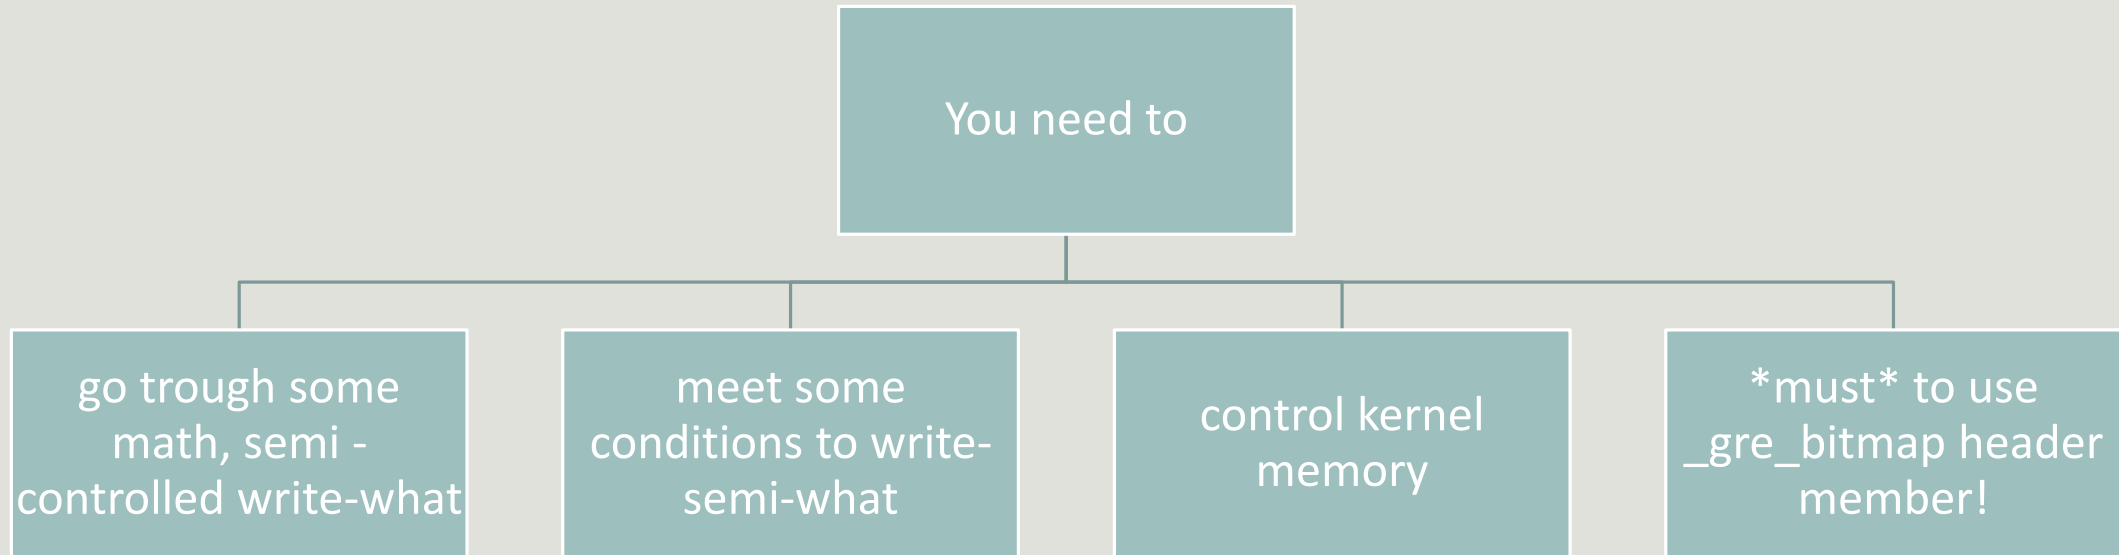 You need to
go trough some
math, semi -
controlled write-what
meet some
conditions to write-
semi-what
control kernel
memory
*must* to use
_gre_bitmap header
member!